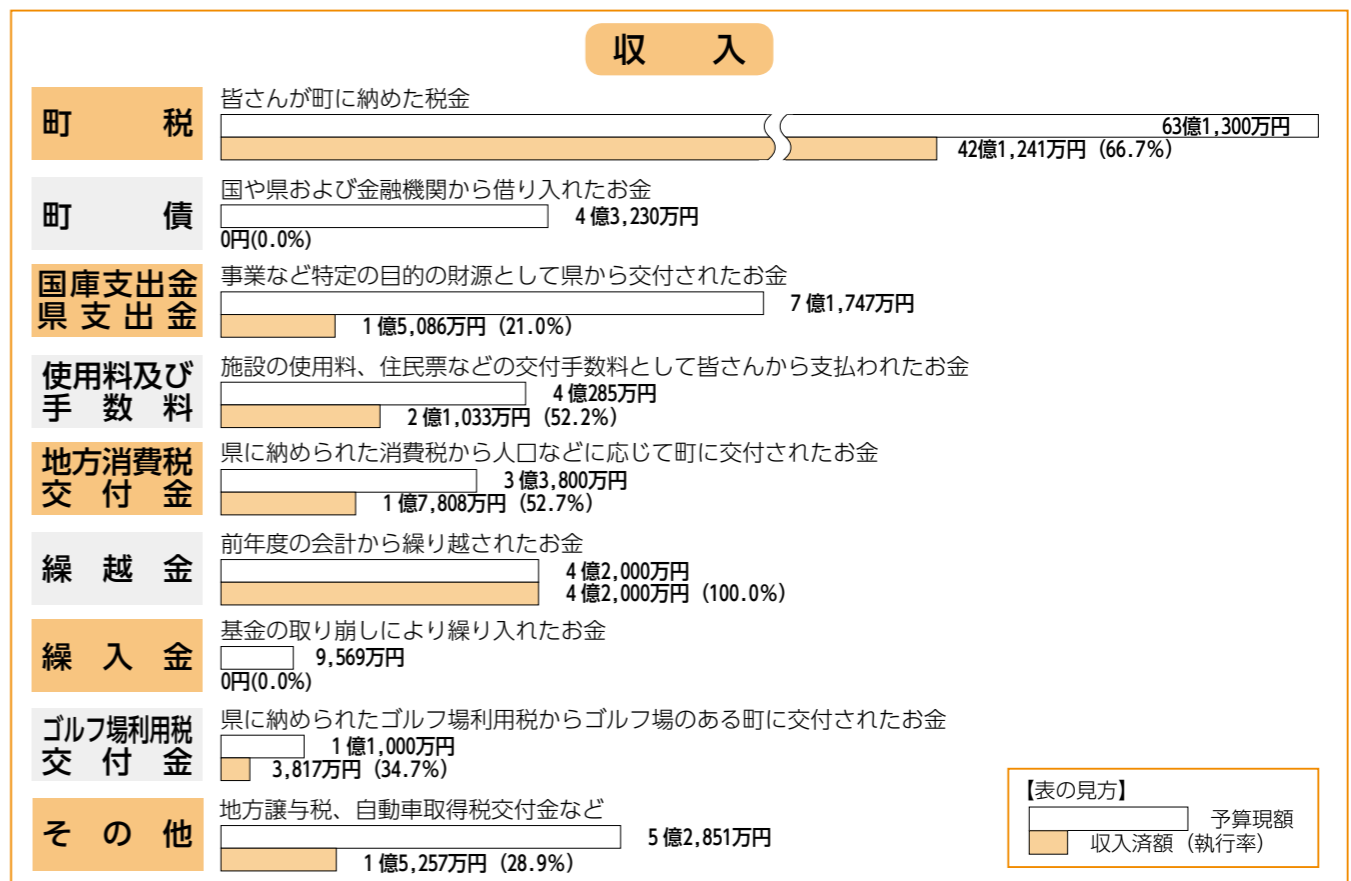 収入
町税
皆さんが町に納めた税金
63億1,300万円
42億1,241万円（66.7%）
町債
国や県および金融機関から借り入れたお金
4億3,230万円
0円(0.0%)
国庫支出金
県支出金
事業など特定の目的の財源として県から交付されたお金
7億1,747万円
1億5,086万円（21.0%）
使用料及び
手数料
施設の使用料、住民票などの交付手数料として皆さんから支払われたお金
4億285万円
2億1,033万円（52.2%）
地方消費税
交付金
県に納められた消費税から人口などに応じて町に交付されたお金
3億3,800万円
1億7,808万円（52.7%）
繰越金
前年度の会計から繰り越されたお金
4億2,000万円
4億2,000万円（100.0%）
繰入金
基金の取り崩しにより繰り入れたお金
9,569万円
0円(0.0%)
ゴルフ場利用税
交付金
県に納められたゴルフ場利用税からゴルフ場のある町に交付されたお金
1億1,000万円
3,817万円（34.7%）
その他
地方譲与税、自動車取得税交付金など
5億2,851万円
1億5,257万円（28.9%）
【表の見方】
予算現額
収入済額（執行率）